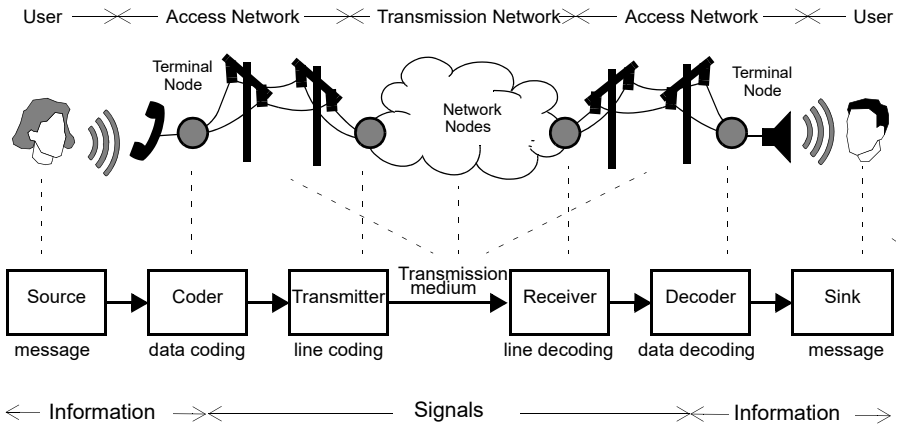 User Access Network Transmission Network Access Network User
Terminal
Node
Terminal
Node
Network
Nodes
Transmission
medium
Source Coder Transmitter Receiver Decoder Sink
message data coding line coding line decoding data decoding message
Information Signals Information